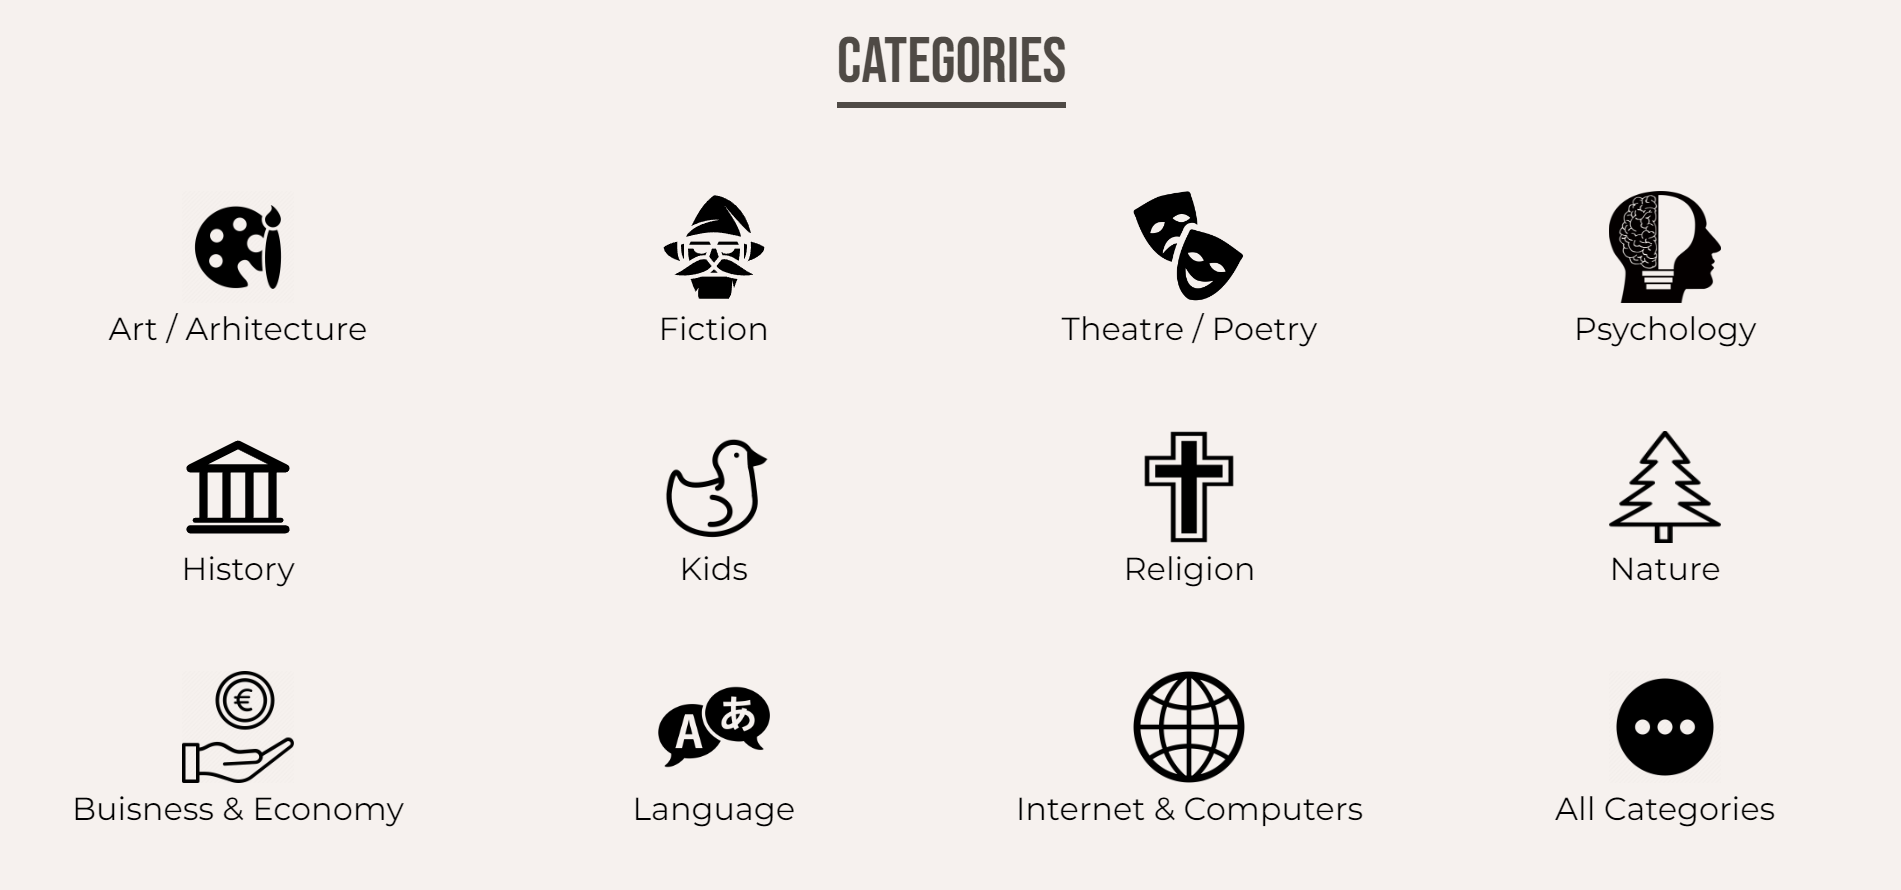 CATEGORIES
Art / Arhitecture
Fiction
Theatre / Poetry
Psychology
History
Kids
Religion
Nature
€
A あ
Buisness & Economy
Language
Internet & Computers
All Categories